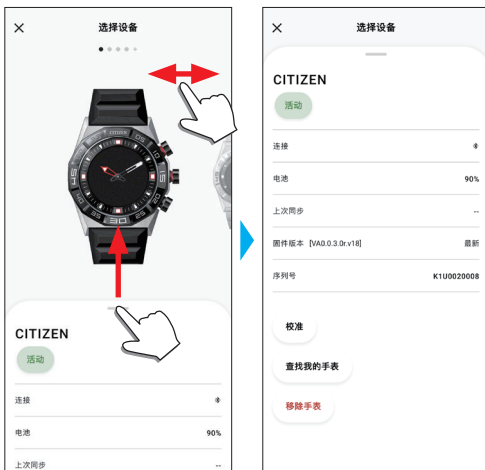 选择设备
CITIZEN
CITIZEN
活动
连接
电池 90%
上次同步 --
选择设备
CITIZEN
活动
连接
电池 90%
上次同步 --
固件版本 [VA0.0.3.0r.v18] 最新
序列号 K1U0020008
校准
查找我的手表
移除手表